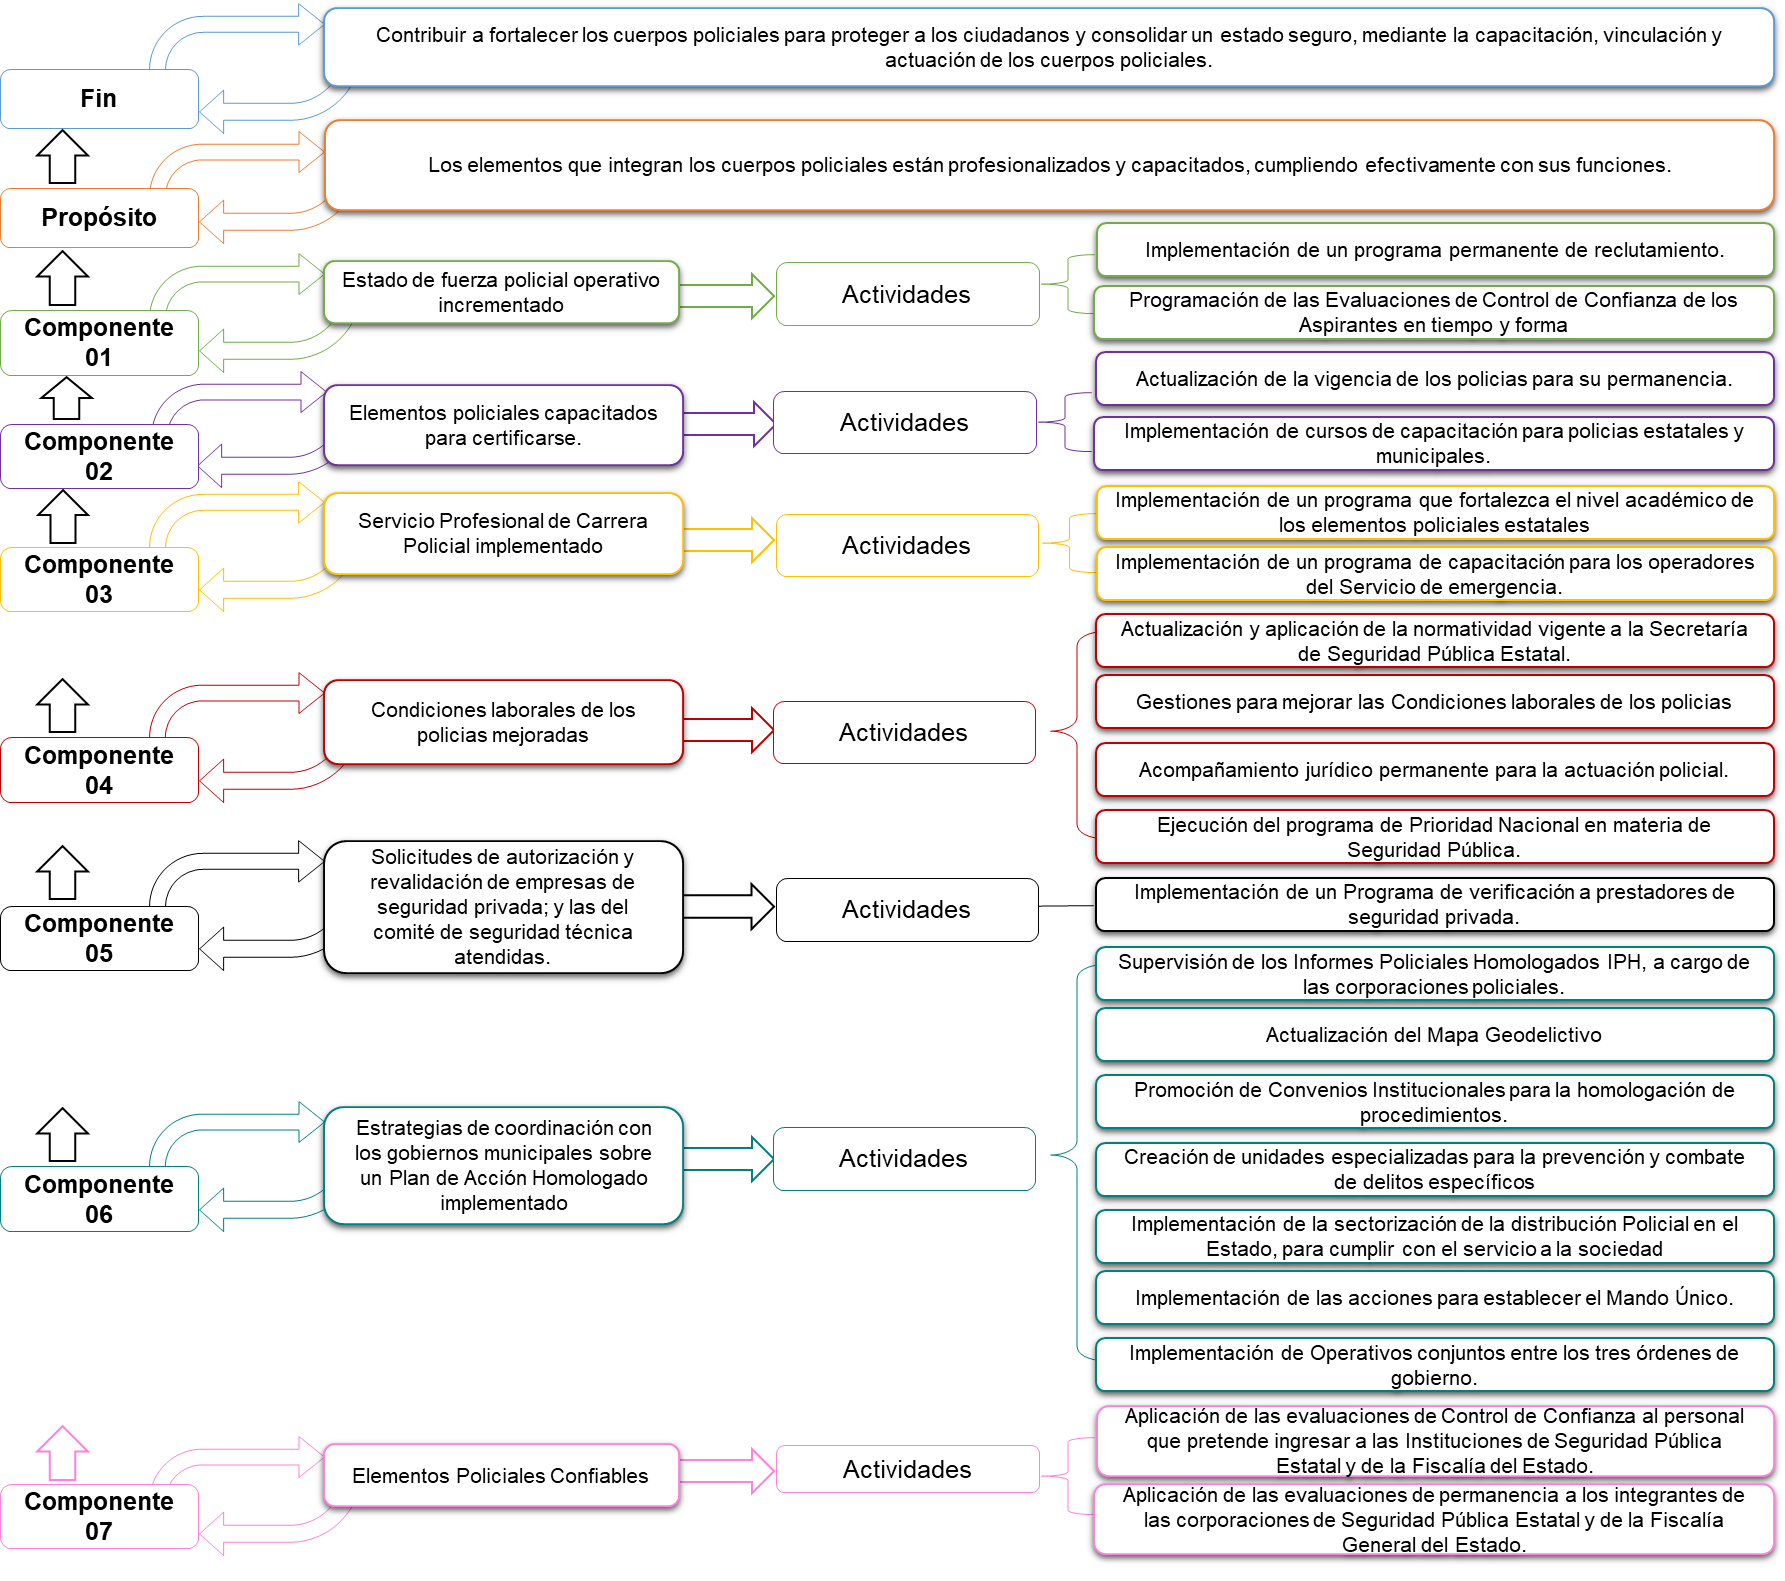 Contribuir a fortalecer los cuerpos policiales para proteger a los ciudadanos y consolidar un estado seguro, mediante la capacitación, vinculación y
actuación de los cuerpos policiales.
Fin
Los elementos que integran los cuerpos policiales están profesionalizados y capacitados, cumpliendo efectivamente con sus funciones.
Propósito
Componente
01
Estado de fuerza policial operativo
incrementado
Actividades
Implementación de un programa permanente de reclutamiento.
Programación de las Evaluaciones de Control de Confianza de los
Aspirantes en tiempo y forma
Componente
02
Elementos policiales capacitados
para certificarse.
Actividades
Actualización de la vigencia de los policias para su permanencia.
Implementación de cursos de capacitación para policias estatales y
municipales.
Componente
03
Servicio Profesional de Carrera
Policial implementado
Actividades
Implementación de un programa que fortalezca el nivel académico de
los elementos policiales estatales
Implementación de un programa de capacitación para los operadores
del Servicio de emergencia.
Componente
04
Condiciones laborales de los
policias mejoradas
Actividades
Actualización y aplicación de la normatividad vigente a la Secretaría
de Seguridad Pública Estatal.
Gestiones para mejorar las Condiciones laborales de los policias
Acompañamiento jurídico permanente para la actuación policial.
Ejecución del programa de Prioridad Nacional en materia de
Seguridad Pública.
Componente
05
Solicitudes de autorización y
revalidación de empresas de
seguridad privada; y las del
comité de seguridad técnica
atendidas.
Actividades
Implementación de un Programa de verificación a prestadores de
seguridad privada.
Componente
06
Estrategias de coordinación con
los gobiernos municipales sobre
un Plan de Acción Homologado
implementado
Actividades
Supervisión de los Informes Policiales Homologados IPH, a cargo de
las corporaciones policiales.
Actualización del Mapa Geodelictivo
Promoción de Convenios Institucionales para la homologación de
procedimientos.
Creación de unidades especializadas para la prevención y combate
de delitos específicos
Implementación de la sectorización de la distribución Policial en el
Estado, para cumplir con el servicio a la sociedad
Implementación de las acciones para establecer el Mando Único.
Implementación de Operativos conjuntos entre los tres órdenes de
gobierno.
Componente
07
Elementos Policiales Confiables
Actividades
Aplicación de las evaluaciones de Control de Confianza al personal
que pretende ingresar a las Instituciones de Seguridad Pública
Estatal y de la Fiscalía del Estado.
Aplicación de las evaluaciones de permanencia a los integrantes de
las corporaciones de Seguridad Pública Estatal y de la Fiscalía
General del Estado.